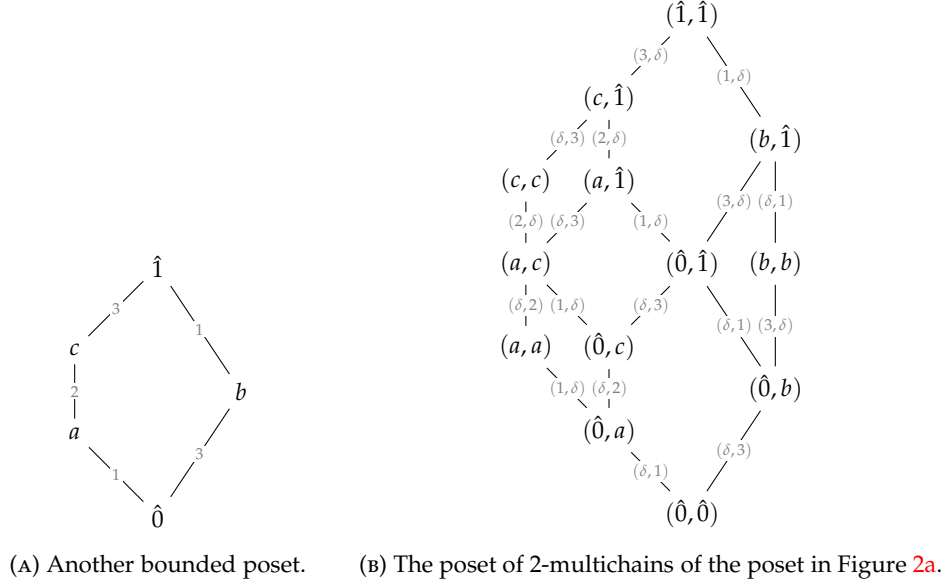 (1̂, 1̂)
(3,δ)
(1,δ)
(c, 1̂)
(b, 1̂)
(δ,3) (2,δ)
(c, c) (a, 1̂)
(3,δ) (δ,1)
(2,δ) (δ,3) (1,δ)
1̂
(a, c) (0̂, 1̂) (b, b)
3
(δ,2) (1,δ) (δ,3)
1
(δ,1) (3,δ)
c
(a, a) (0̂, c)
2
b
(1,δ) (δ,2)
(0̂, b)
a
(0̂, a)
3
(δ,3)
1
(δ,1)
0̂
(0̂, 0̂)
(A) Another bounded poset.
(B) The poset of 2-multichains of the poset in Figure 2a.